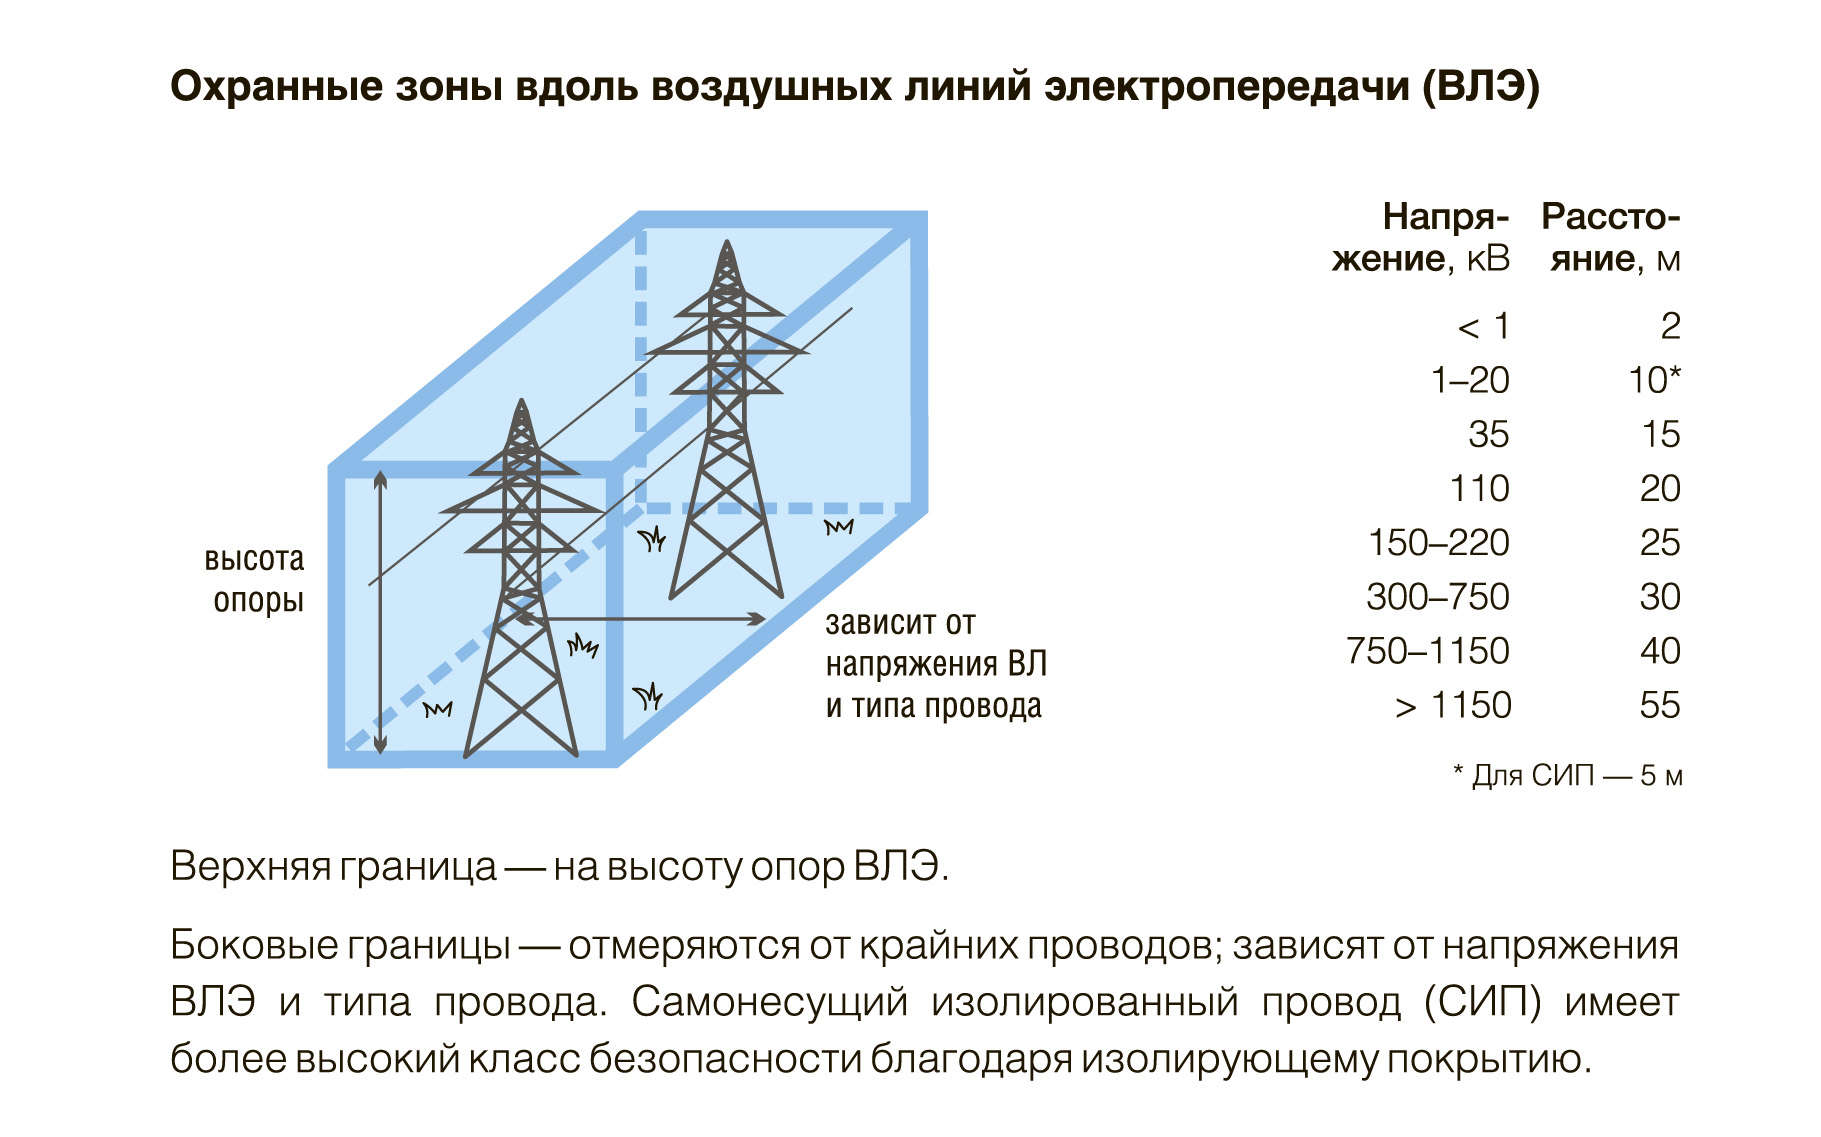 Охранные зоны вдоль воздушных линий электропередачи (ВЛЭ)
высота
опоры
зависит от
напряжения ВЛ
и типа провода
Напря- Рассто-
жение, кВ яние, м
< 1 2
1–20 10*
35 15
110 20
150–220 25
300–750 30
750–1150 40
> 1150 55
* Для СИП — 5 м
Верхняя граница — на высоту опор ВЛЭ.
Боковые границы — отмеряются от крайних проводов; зависят от напряжения
ВЛЭ и типа провода. Самонесущий изолированный провод (СИП) имеет
более высокий класс безопасности благодаря изолирующему покрытию.